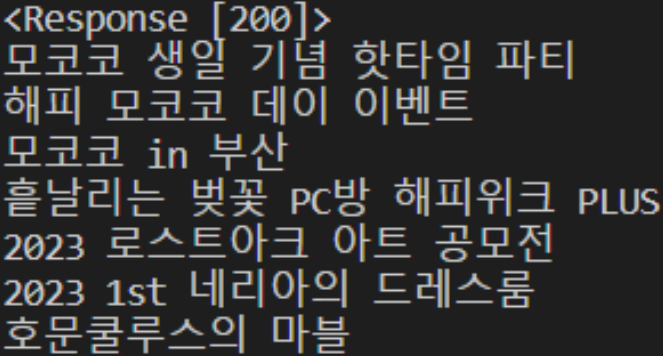 <Response [200]>
모코코 생일 기념 핫타임 파티
해피 모코코 데이 이벤트
모코코 in 부산
흩날리는 벚꽃 PC방 해피위크 PLUS
2023 로스트아크 아트 공모전
2023 1st 네리아의 드레스룸
호문쿨루스의 마블